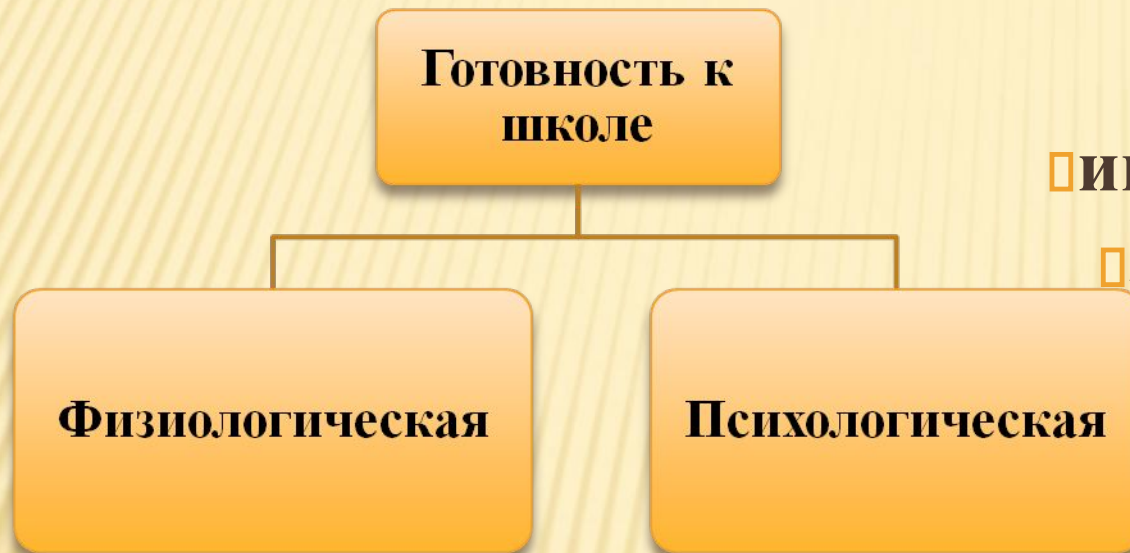 Готовность к
школе
Физиологическая
Психологическая